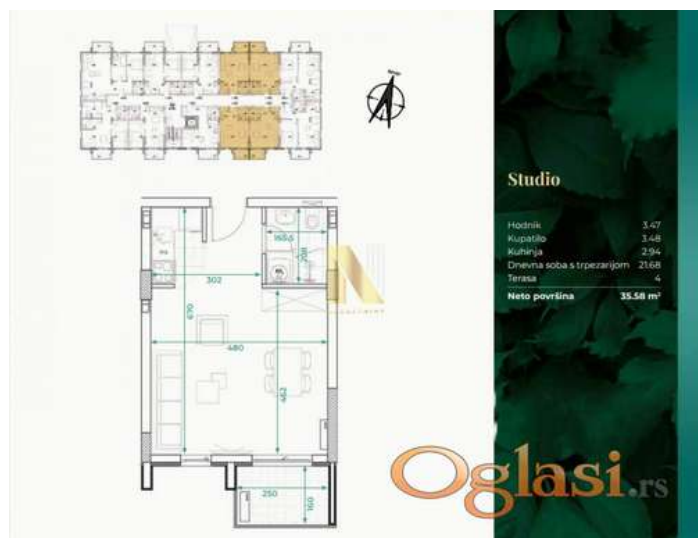 Studio
Hodnik 3.47
Kupatilo 3.48
Kuhinja 2.94
Dnevna soba s trpezarijom 21.68
Terasa 4
Neto površina 35.58 m²
165,5
208
302
670
480
462
250
160
Oglasi.rs